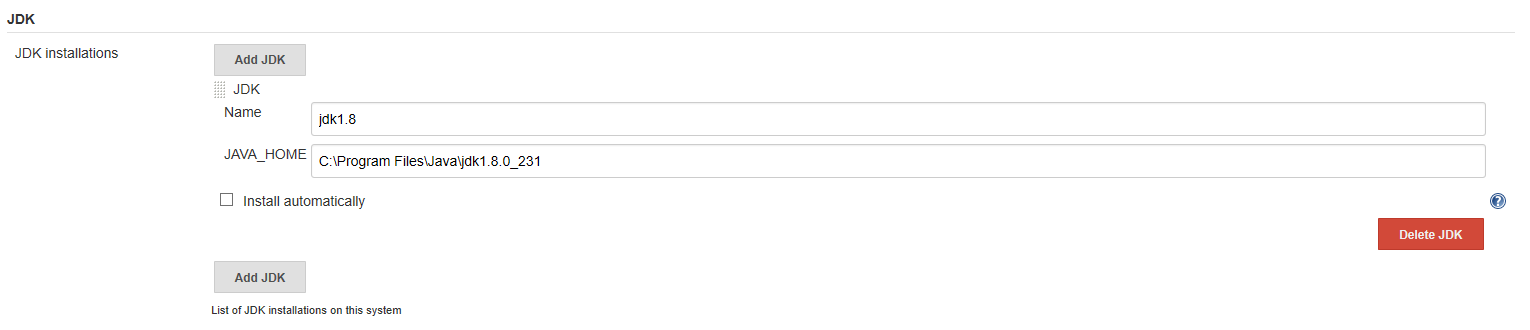 JDK
JDK installations
Add JDK
JDK
Name
jdk1.8
JAVA_HOME
C:\Program Files\Java\jdk1.8.0_231
Install automatically
?
Delete JDK
Add JDK
List of JDK installations on this system